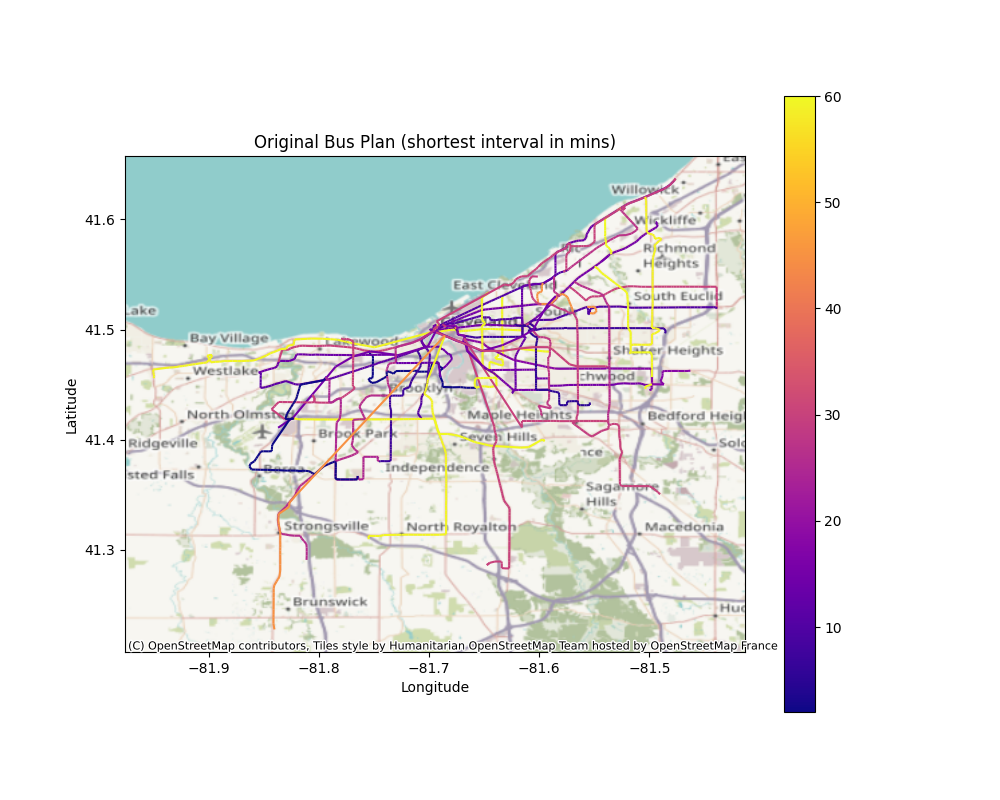 Original Bus Plan (shortest interval in mins)
60
50
40
30
20
10
41.6
41.5
41.4
41.3
Latitude
Willowick
Wickliffe
Richmond
Heights
East Cleveland
South Euclid
Lake
Bay Village
Lakewood
Shaker Heights
Westlake
Brooklyn
North Olmst
Maple Heights
Bedford Heigh
Ridgeville
Brook Park
Seven Hills
sted Falls
Berea
Independence
Sagamore
Hills
Strongsville
North Royalton
Macedonia
Brunswick
(C) OpenStreetMap contributors, Tiles style by Humanitarian OpenStreetMap Team hosted by OpenStreetMap France
−81.9
−81.8
−81.7
−81.6
−81.5
Longitude